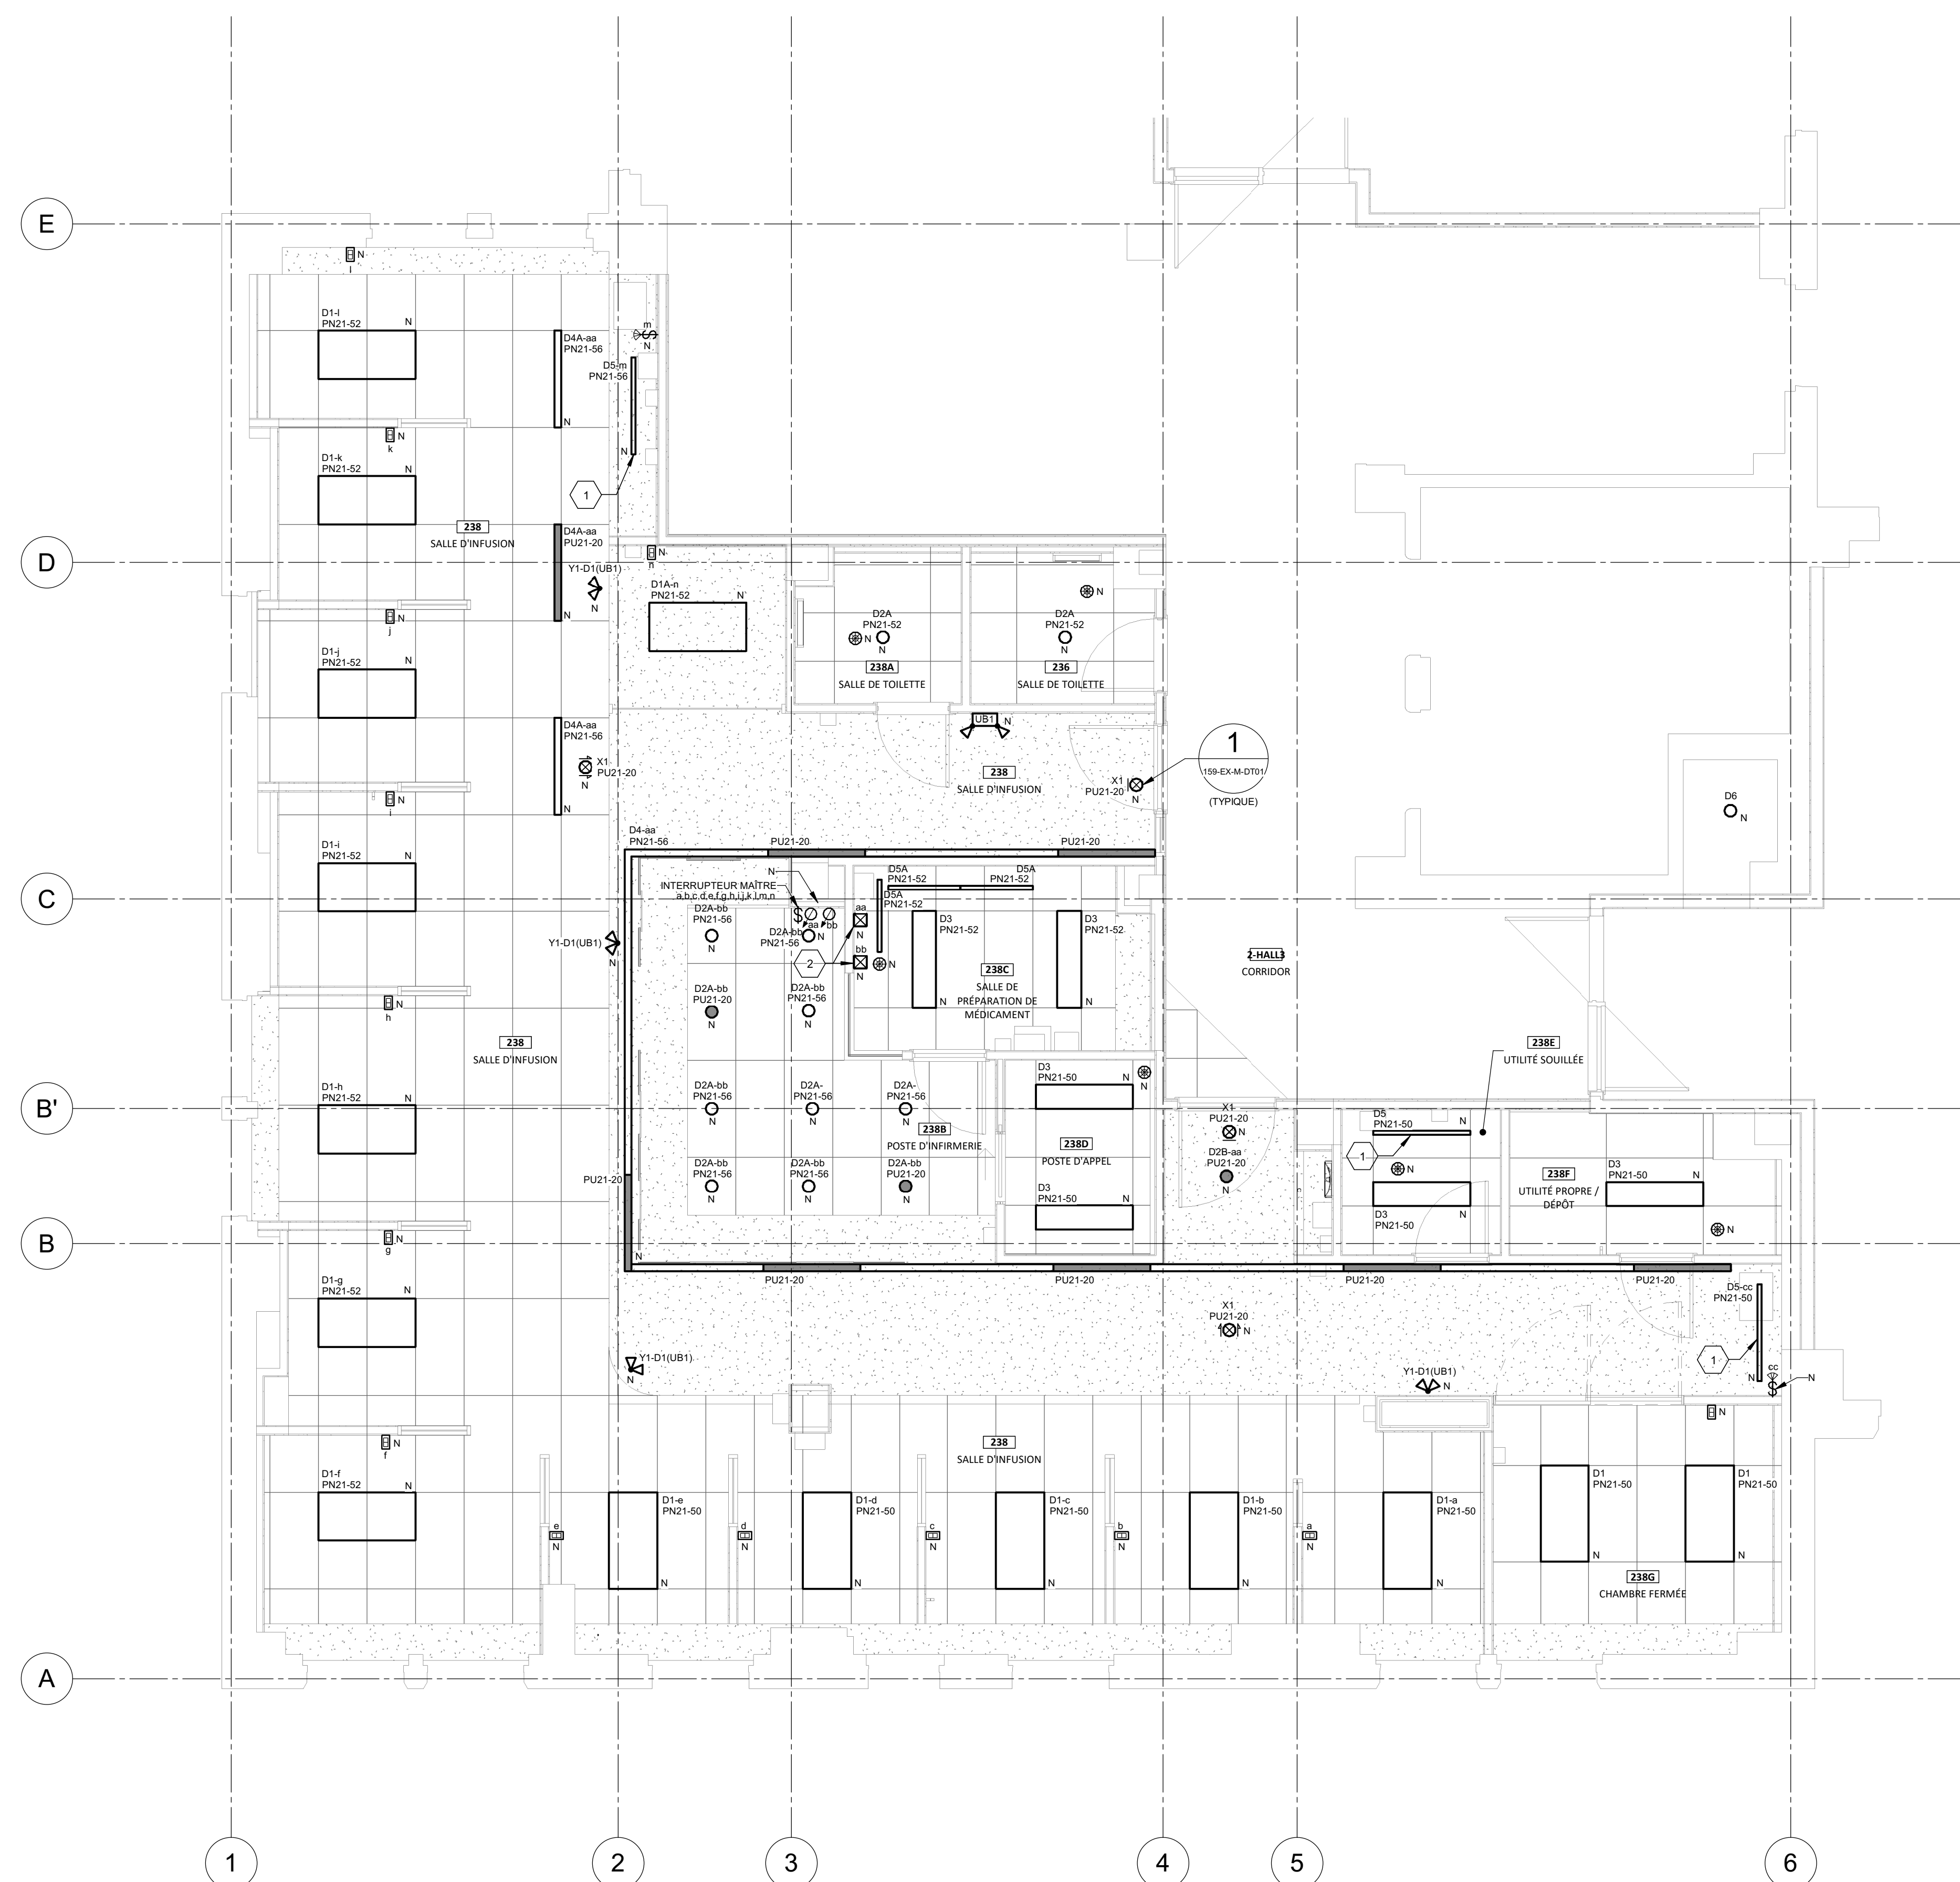 E
N
l
D1-l
PN21-52
N
D4A-aa
PN21-56
N
m
N
D5-m
PN21-56
N
N
k
D1-k
PN21-52
N
1
238
SALLE D'INFUSION
D4A-aa
PU21-20
N
D
N
n
Y1-D1(UB1)
N
D1A-n
PN21-52
N
D2A
PN21-52
N
N
238A
SALLE DE TOILETTE
N
D2A
PN21-52
N
236
SALLE DE TOILETTE
N
j
D1-j
PN21-52
N
D4A-aa
PN21-56
N
X1
PU21-20
N
UB1
N
238
SALLE D'INFUSION
X1
PU21-20
N
1
159-EX-M-DT01
(TYPIQUE)
D6
N
N
i
D1-i
PN21-52
N
D4-aa
PN21-56
PU21-20
PU21-20
C
N
INTERRUPTEUR MAÎTRE
a,b,c,d,e,f,g,h,i,j,k,l,m,n
aa
bb
N
D2A-bb
PN21-56
N
D2A-bb
PN21-56
aa
N
bb
N
2
N
D5A
PN21-52
D5A
PN21-52
D5A
PN21-52
D3
PN21-52
N
D3
PN21-52
N
238C
SALLE DE
PRÉPARATION DE
MÉDICAMENT
2-HALL3
CORRIDOR
Y1-D1(UB1)
N
N
h
238
SALLE D'INFUSION
D2A-bb
PU21-20
N
D2A-bb
PN21-56
N
238E
UTILITÉ SOUILLÉE
B'
D1-h
PN21-52
N
D2A-bb
PN21-56
N
D2A-
PN21-56
N
D2A-
PN21-56
N
238B
POSTE D'INFIRMERIE
D3
PN21-50
N
N
238D
POSTE D'APPEL
X1
PU21-20
N
D2B-aa
PU21-20
N
D5
PN21-50
N
1
N
D3
PN21-50
N
238F
UTILITÉ PROPRE /
DÉPÔT
D3
PN21-50
N
N
PU21-20
D2A-bb
PN21-56
N
D2A-bb
PN21-56
N
D2A-bb
PU21-20
N
D3
PN21-50
N
B
N
g
N
PU21-20
PU21-20
PU21-20
PU21-20
D1-g
PN21-52
N
X1
PU21-20
N
D5-cc
PN21-50
N
1
cc
N
Y1-D1(UB1)
N
Y1-D1(UB1)
N
N
N
f
238
SALLE D'INFUSION
D1-f
PN21-52
N
e
N
D1-e
PN21-50
N
d
N
D1-d
PN21-50
N
c
N
D1-c
PN21-50
N
b
N
D1-b
PN21-50
N
a
N
D1-a
PN21-50
N
D1
PN21-50
N
D1
PN21-50
N
238G
CHAMBRE FERMÉE
A
1
2
3
4
5
6